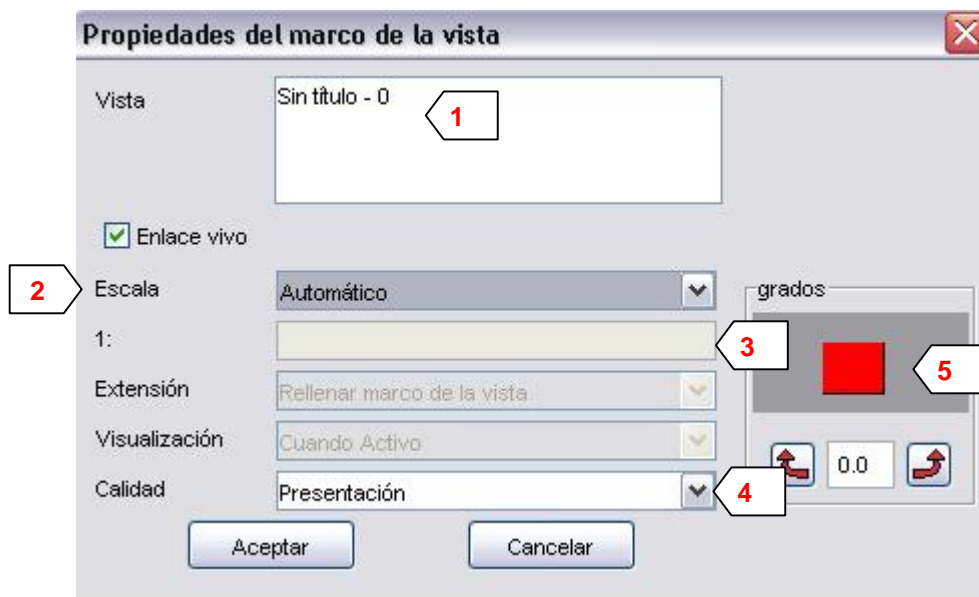 Propiedades del marco de la vista
Vista
Sin título - 0
1
Enlace vivo
2
Escala
Automático
grados
1:
3
5
Extensión
Rellenar marco de la vista
Visualización
Cuando Activo
0.0
Calidad
Presentación
4
Aceptar
Cancelar